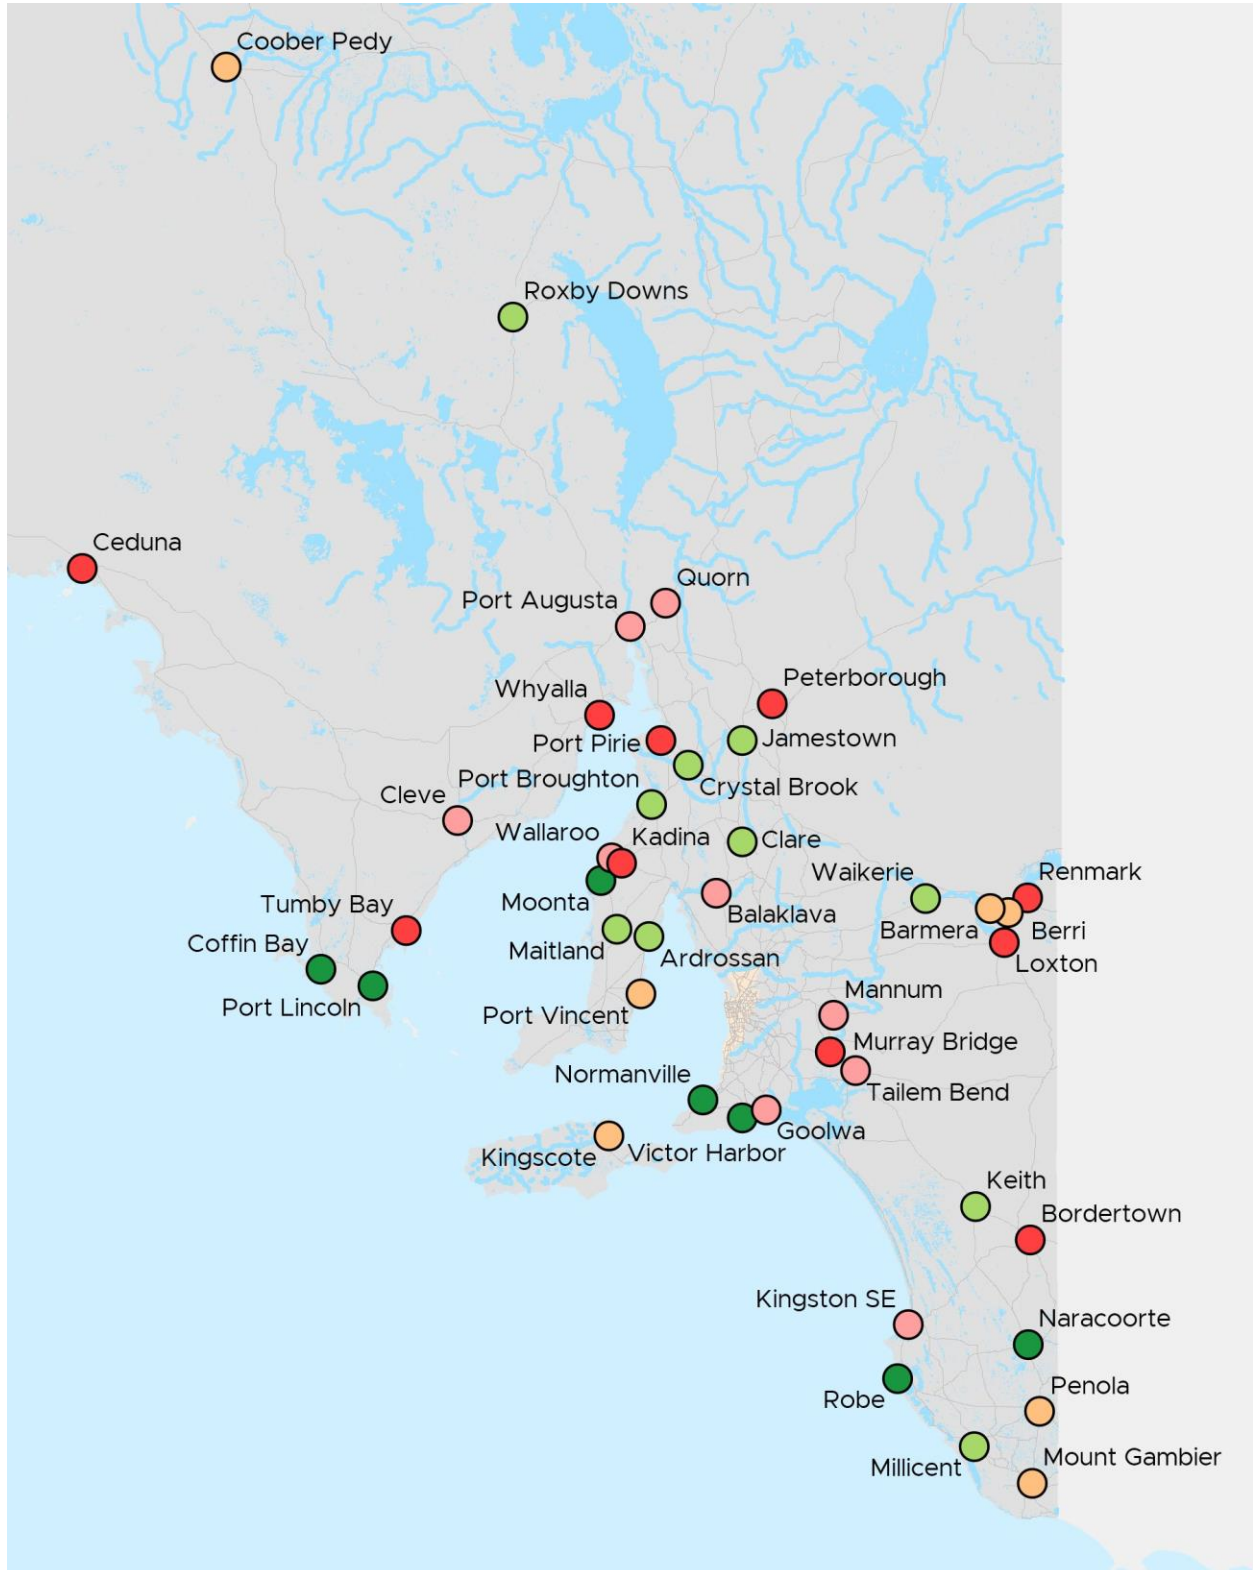 Coober Pedy
Roxby Downs
Ceduna
Quorn
Port Augusta
Peterborough
Whyalla
Port Pirie
Jamestown
Port Broughton
Crystal Brook
Cleve
Wallaroo
Kadina
Clare
Waikerie
Renmark
Moonta
Tumby Bay
Balaklava
Barmera
Berri
Coffin Bay
Maitland
Ardrossan
Loxton
Port Lincoln
Port Vincent
Mannum
Murray Bridge
Normanville
Tailem Bend
Goolwa
Kingscote
Victor Harbor
Keith
Bordertown
Kingston SE
Naracoorte
Robe
Penola
Millicent
Mount Gambier